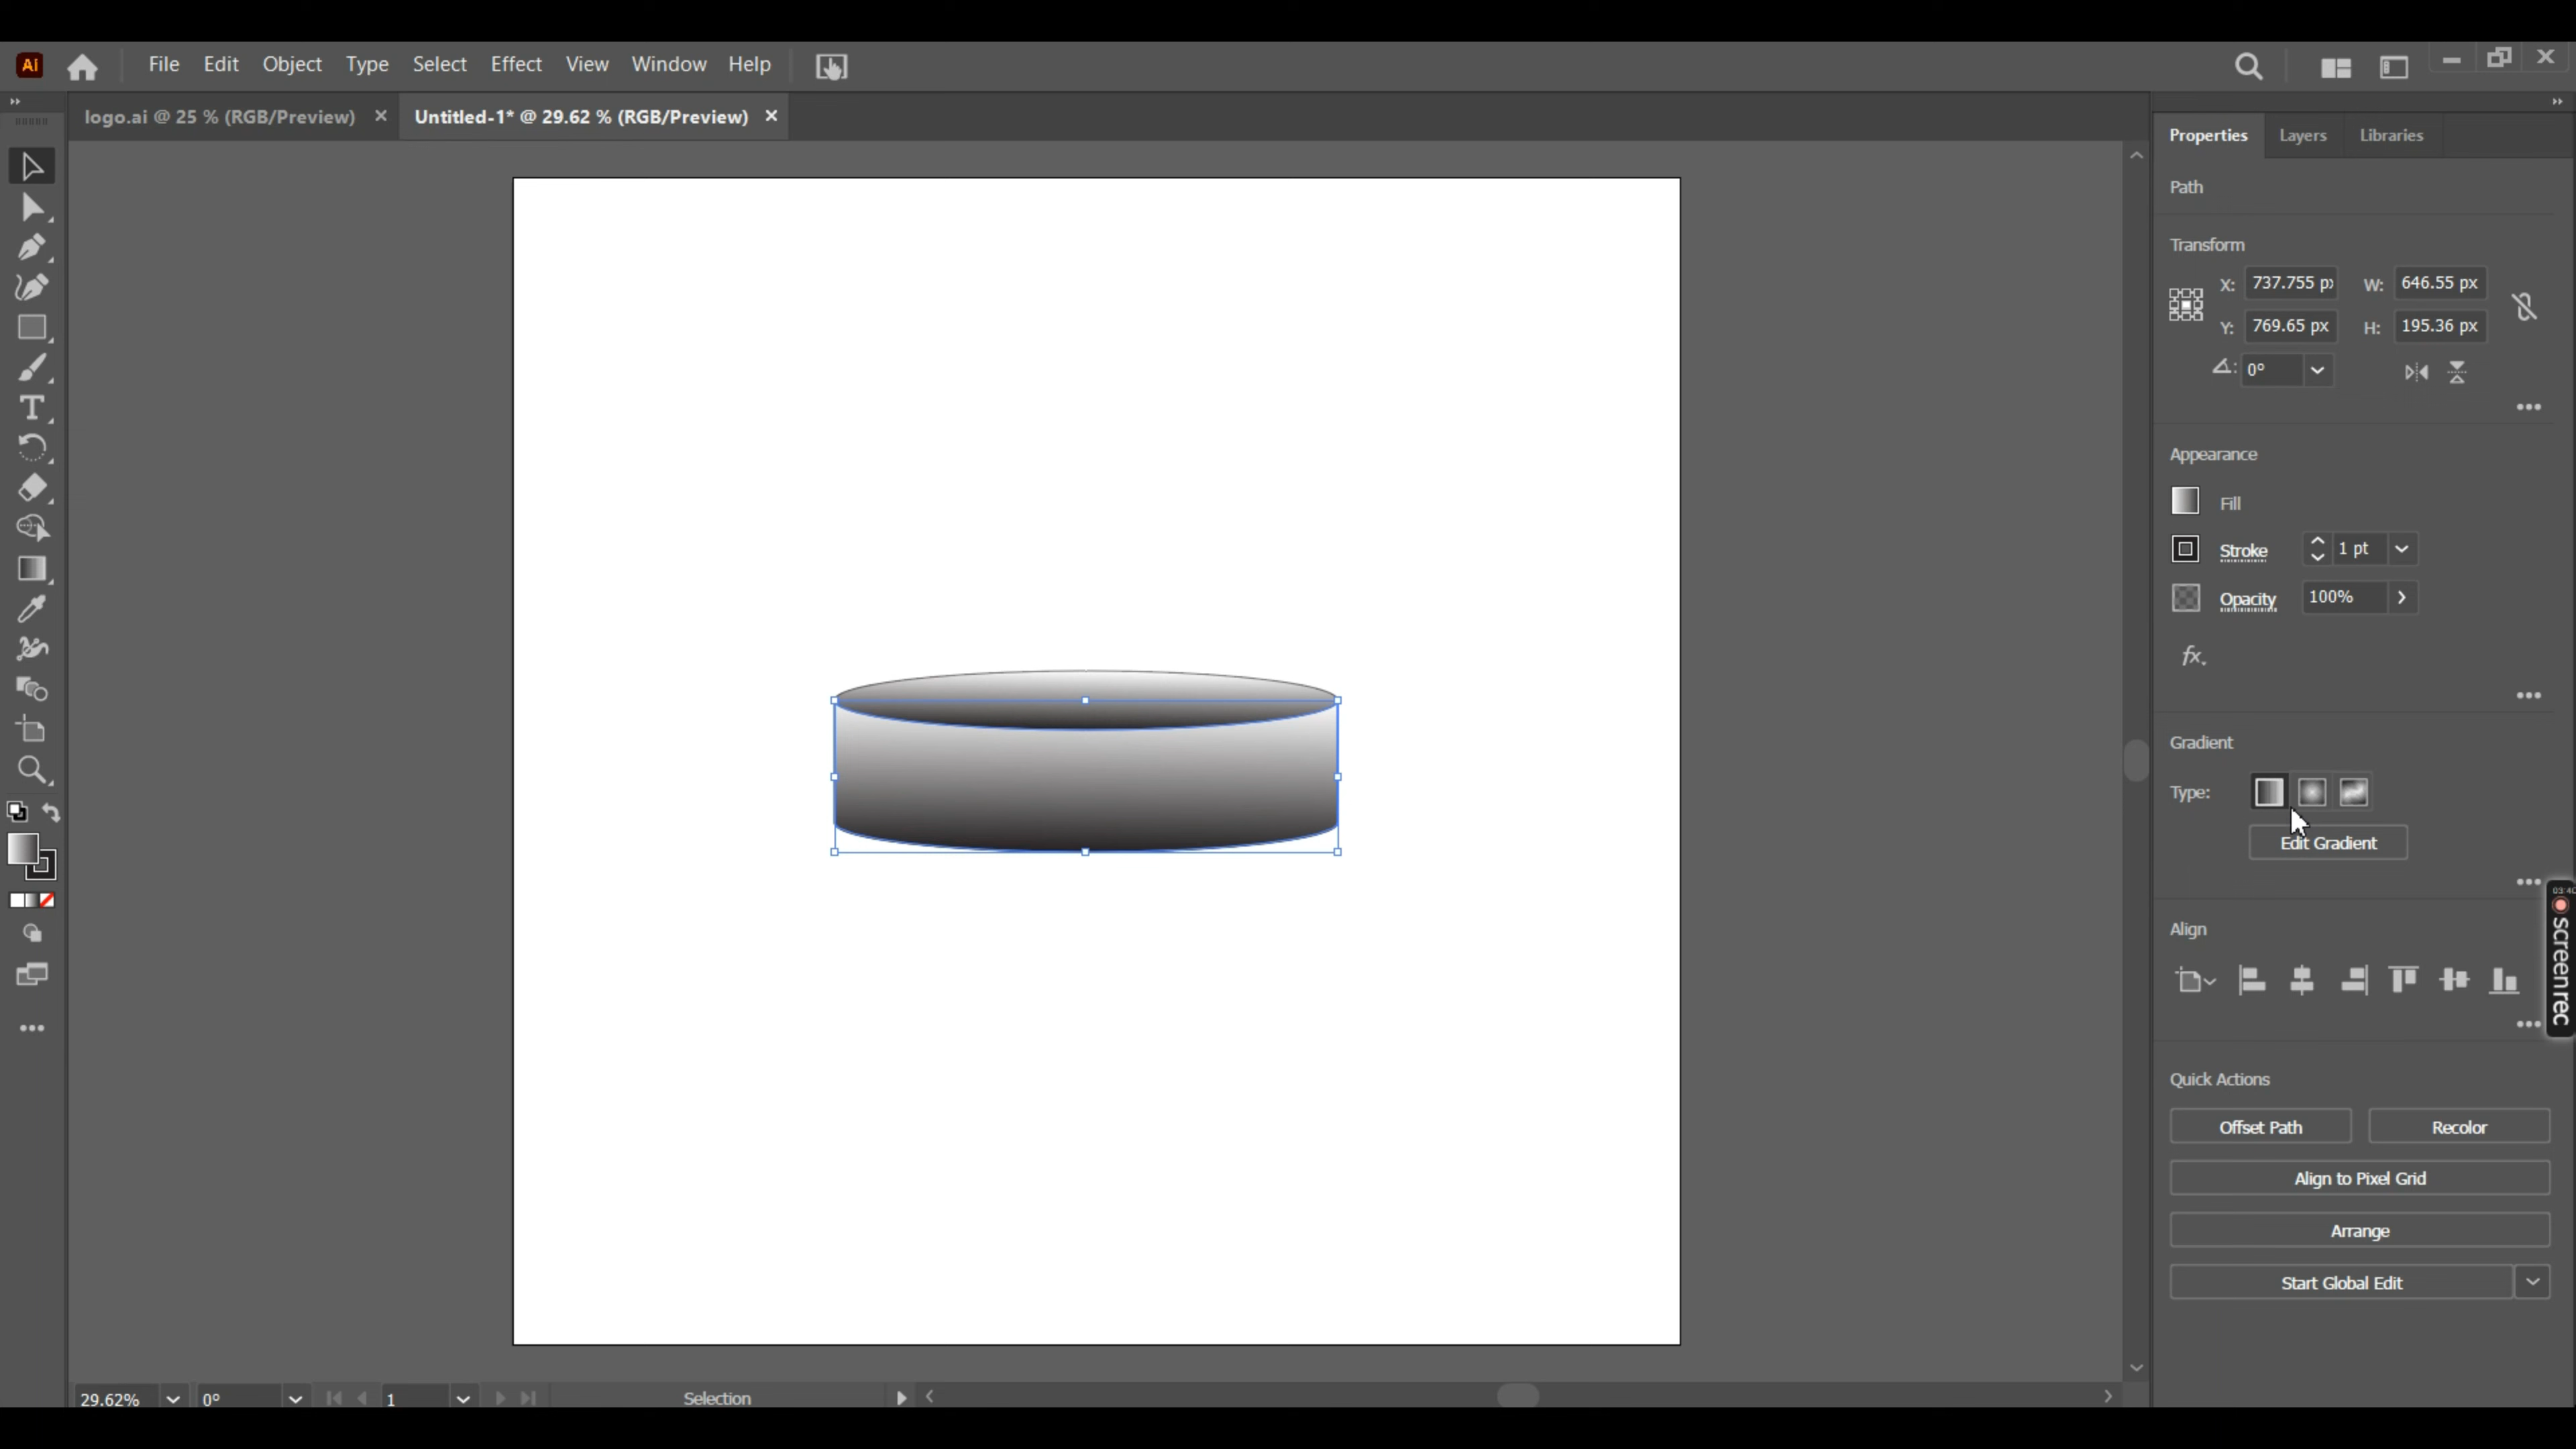 Ai File Edit Object Type Select Effect View Window Help
logo.ai @ 25 % (RGB/Preview) × Untitled-1* @ 29.62 % (RGB/Preview) ×
Properties Layers Libraries
Path
Transform
X: 737.755 px W: 646.55 px
Y: 769.65 px H: 195.36 px
0°
Appearance
Fill
Stroke 1 pt
Opacity 100%
fx.
Gradient
Type:
Edit Gradient
03:40
screenrec
Align
Quick Actions
Offset Path Recolor
Align to Pixel Grid
Arrange
Start Global Edit
29.62% 0° 1 Selection